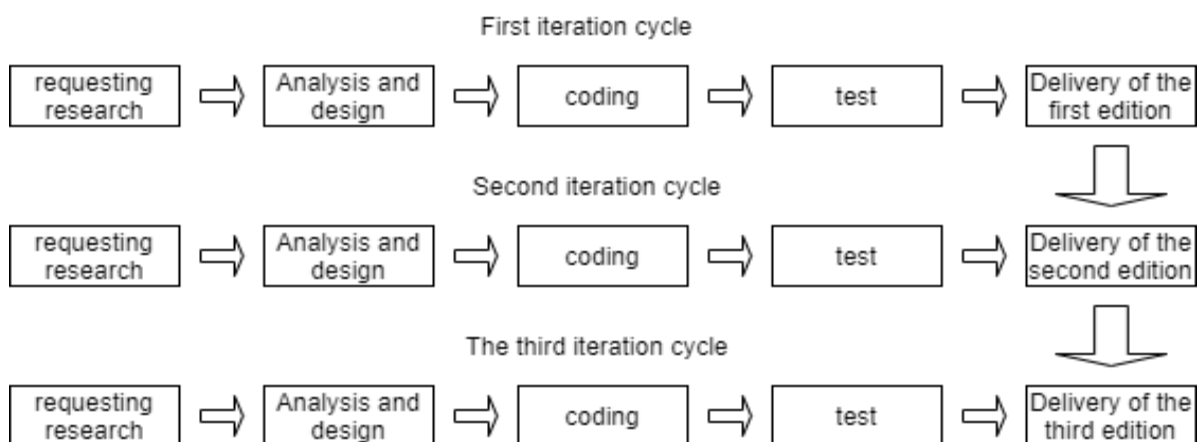 First iteration cycle
requesting research
Analysis and design
coding
test
Delivery of the first edition
Second iteration cycle
requesting research
Analysis and design
coding
test
Delivery of the second edition
The third iteration cycle
requesting research
Analysis and design
coding
test
Delivery of the third edition